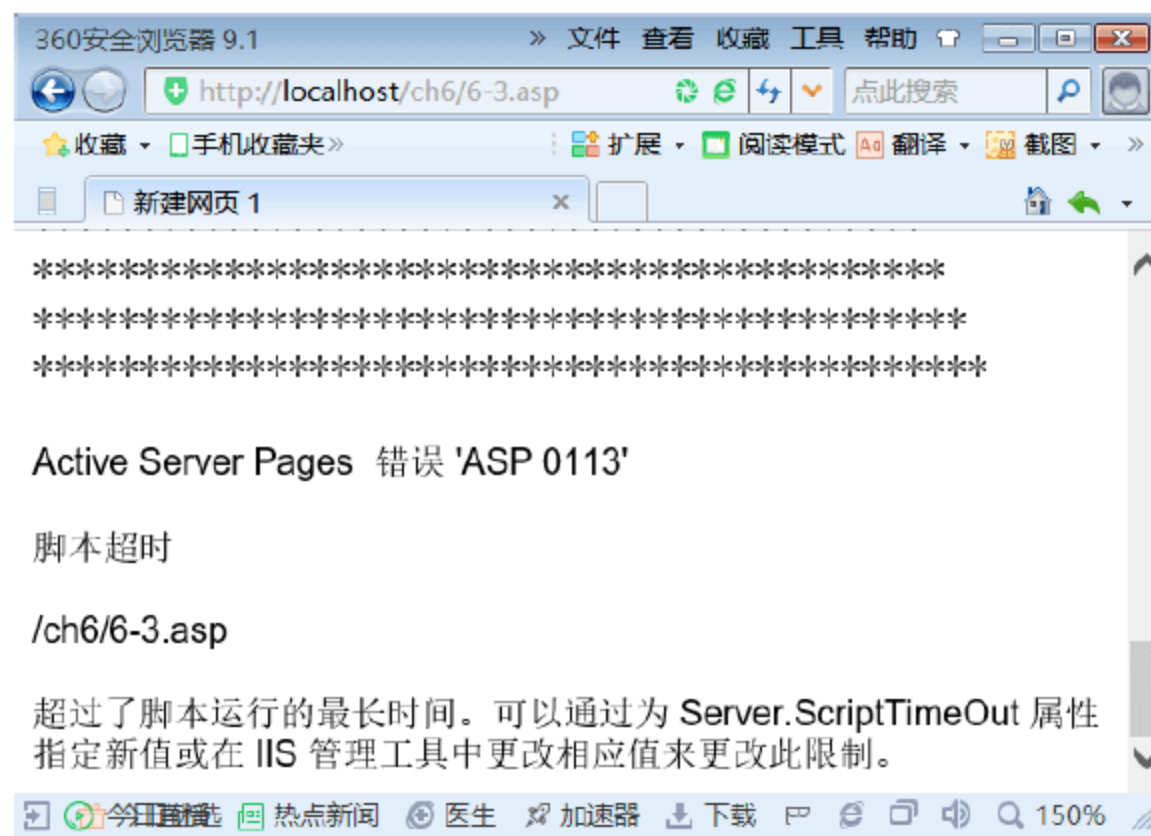 360安全浏览器 9.1 » 文件 查看 收藏 工具 帮助
http://localhost/ch6/6-3.asp 点此搜索
收藏 手机收藏夹» 扩展 阅读模式 Aあ 翻译 截图 »
新建网页 1 ×
*******************************************
********************************************
*********************************************
Active Server Pages 错误 'ASP 0113'
脚本超时
/ch6/6-3.asp
超过了脚本运行的最长时间。可以通过为 Server.ScriptTimeOut 属性
指定新值或在 IIS 管理工具中更改相应值来更改此限制。
热点新闻 医生 加速器 下载 150%